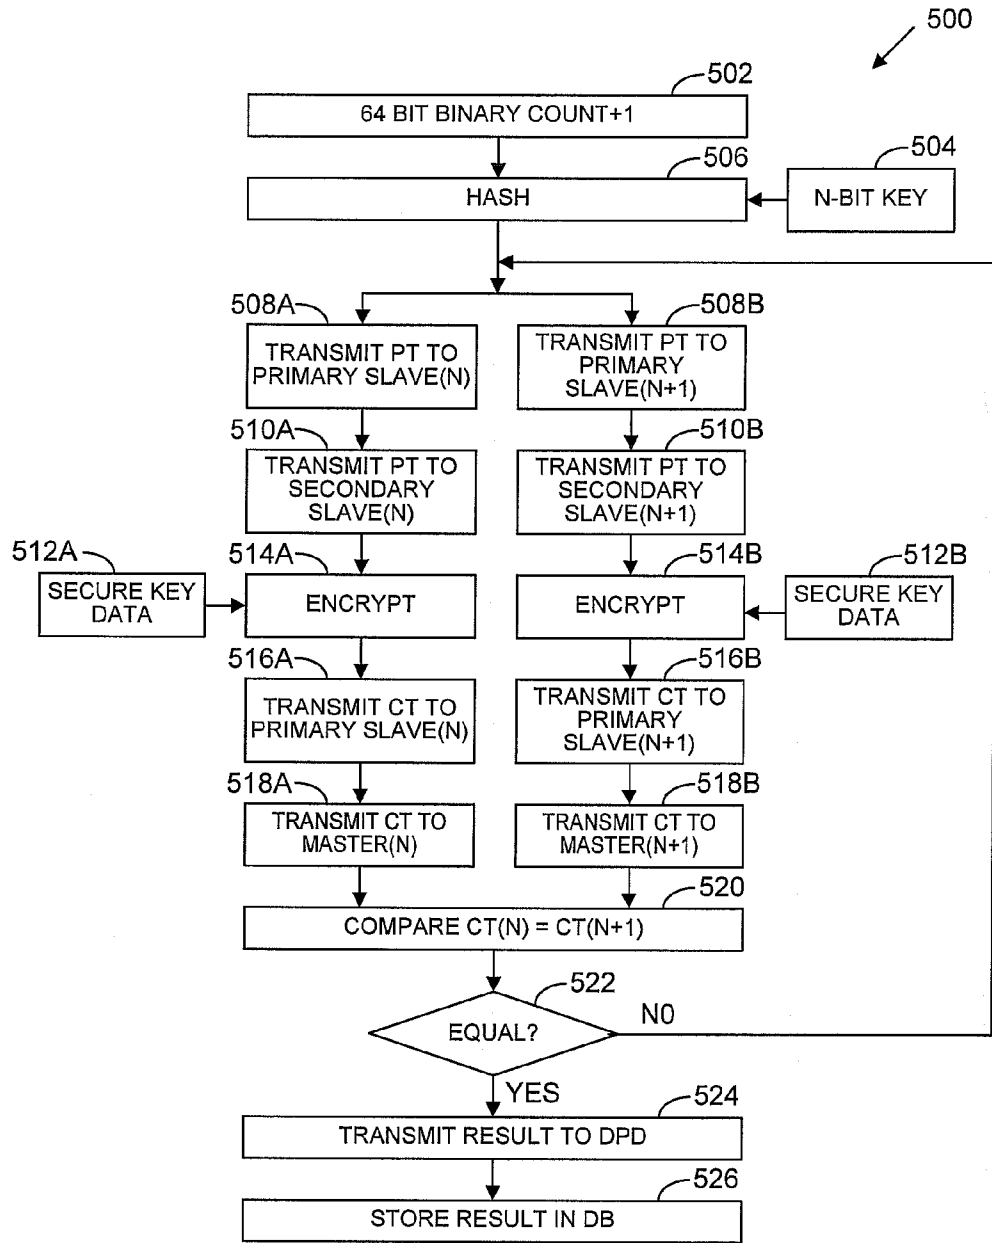 500
502
64 BIT BINARY COUNT+1
506
504
HASH
N-BIT KEY
508A
508B
TRANSMIT PT TO
PRIMARY SLAVE(N)
TRANSMIT PT TO
PRIMARY
SLAVE(N+1)
510A
510B
TRANSMIT PT TO
SECONDARY
SLAVE(N)
TRANSMIT PT TO
SECONDARY
SLAVE(N+1)
512A
514A
514B
512B
SECURE KEY
DATA
ENCRYPT
ENCRYPT
SECURE KEY
DATA
516A
516B
TRANSMIT CT TO
PRIMARY SLAVE(N)
TRANSMIT CT TO
PRIMARY
SLAVE(N+1)
518A
518B
TRANSMIT CT TO
MASTER(N)
TRANSMIT CT TO
MASTER(N+1)
520
COMPARE CT(N) = CT(N+1)
522
EQUAL?
N0
YES
524
TRANSMIT RESULT TO DPD
526
STORE RESULT IN DB